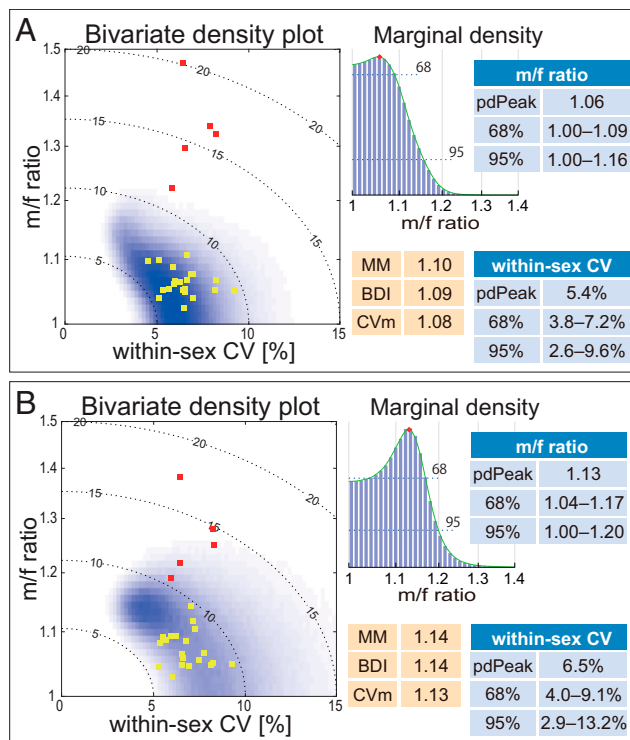 A
Bivariate density plot
Marginal density
1.5
1.4
1.3
1.2
1.1
1
m/f ratio
20
15
10
5
20
15
10
5
0
5
10
15
within-sex CV [%]
68
95
1
1.1
1.2
1.3
1.4
m/f ratio
m/f ratio
pdPeak 1.06
68% 1.00–1.09
95% 1.00–1.16
MM 1.10
BDI 1.09
CVm 1.08
within-sex CV
pdPeak 5.4%
68% 3.8–7.2%
95% 2.6–9.6%
B
Bivariate density plot
Marginal density
1.5
1.4
1.3
1.2
1.1
1
m/f ratio
20
15
10
5
20
15
10
5
0
5
10
15
within-sex CV [%]
68
95
1
1.1
1.2
1.3
1.4
m/f ratio
m/f ratio
pdPeak 1.13
68% 1.04–1.17
95% 1.00–1.20
MM 1.14
BDI 1.14
CVm 1.13
within-sex CV
pdPeak 6.5%
68% 4.0–9.1%
95% 2.9–13.2%